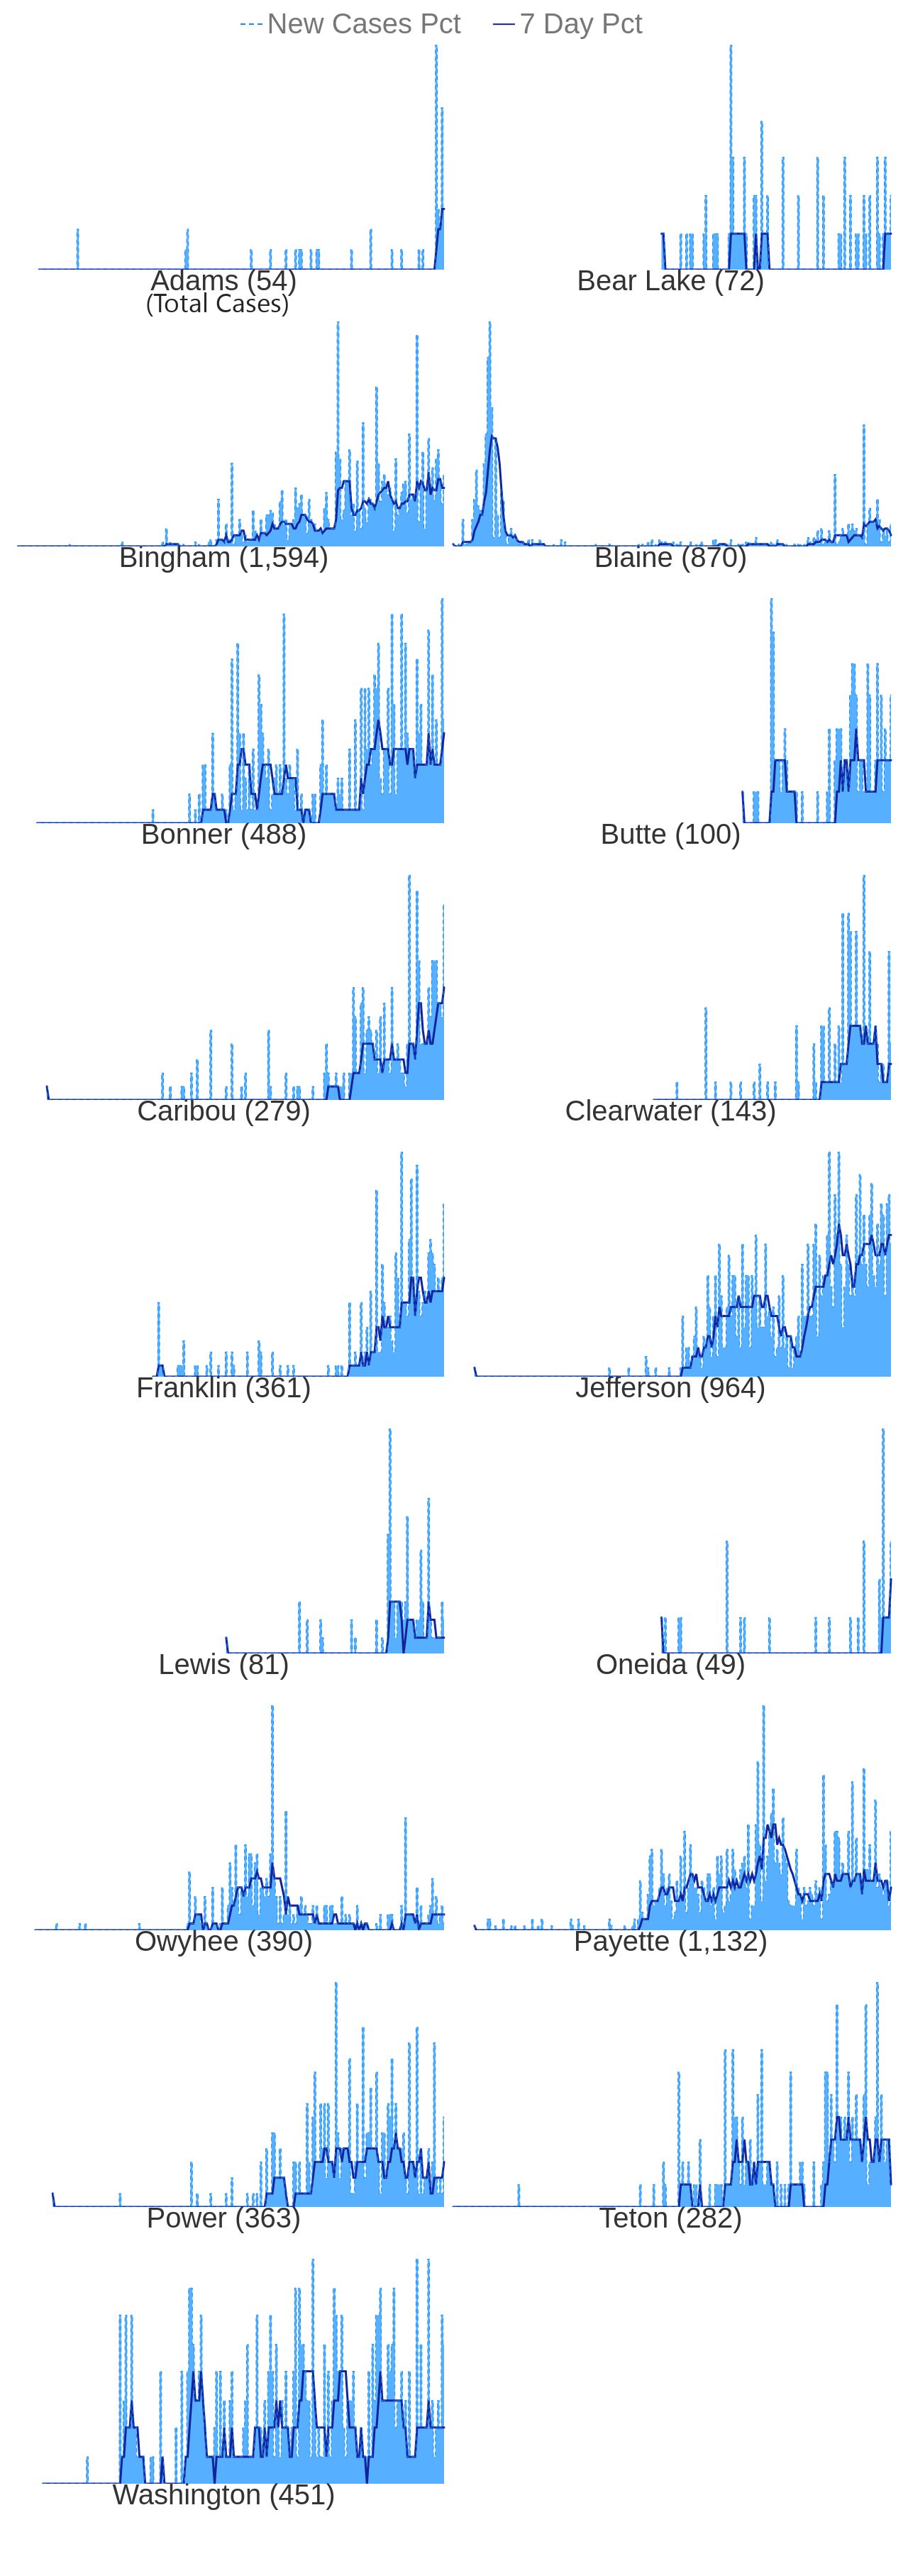 New Cases Pct 7 Day Pct
Adams (54) Bear Lake (72)
(Total Cases)
Bingham (1,594) Blaine (870)
Bonner (488) Butte (100)
Caribou (279) Clearwater (143)
Franklin (361) Jefferson (964)
Lewis (81) Oneida (49)
Owyhee (390) Payette (1,132)
Power (363) Teton (282)
Washington (451)